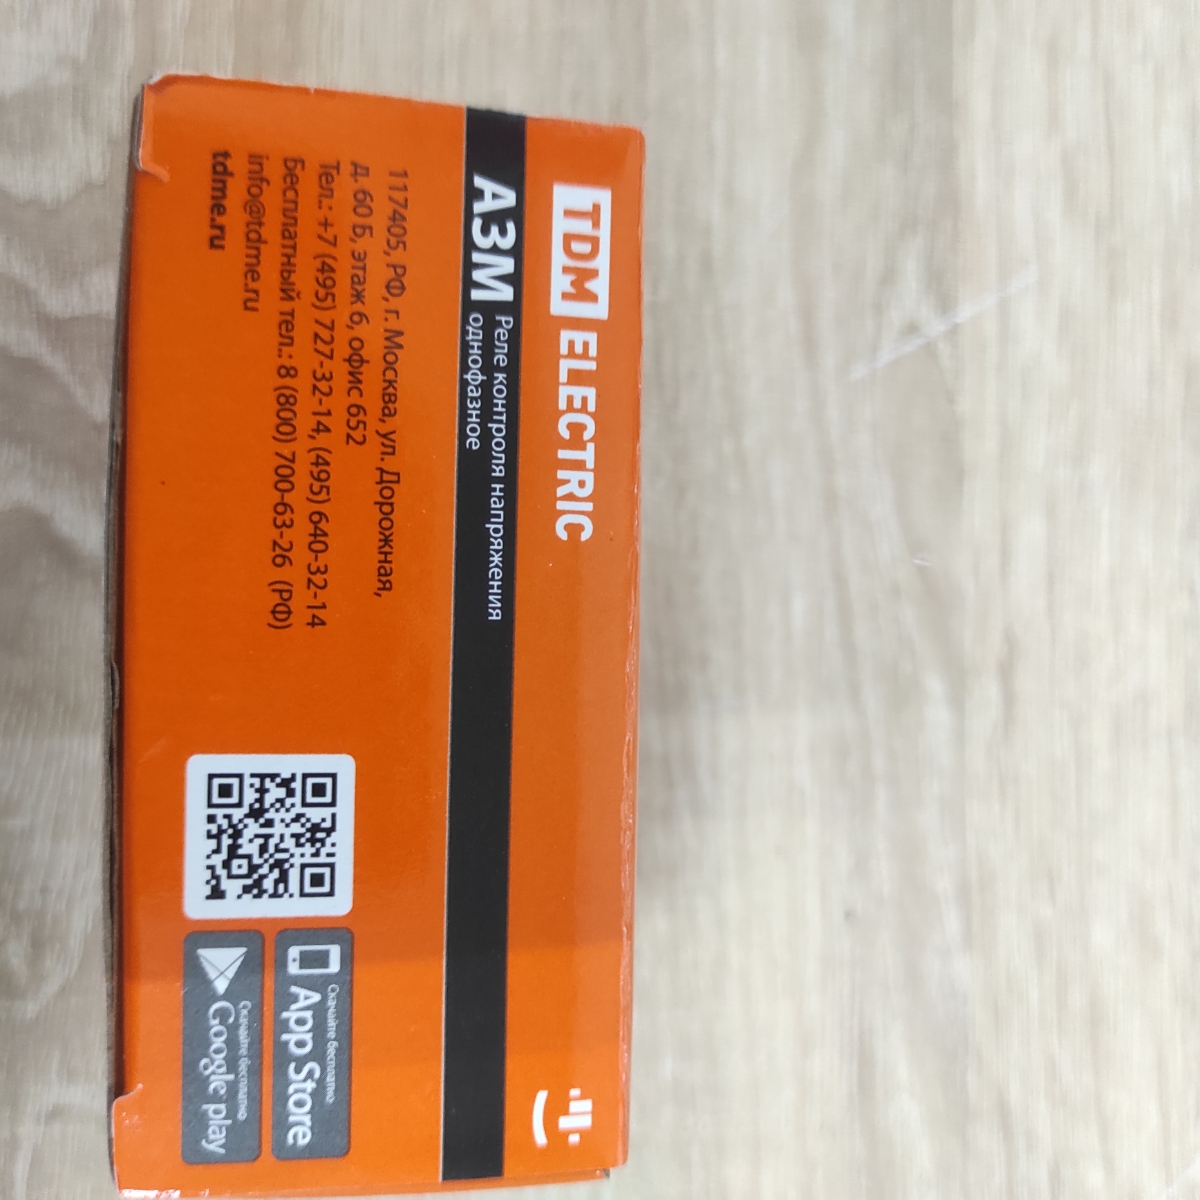 TDM ELECTRIC
АЗМ Реле контроля напряжения
однофазное
117405, РФ, г. Москва, ул. Дорожная,
д. 60 Б, этаж 6, офис 652
Тел.: +7 (495) 727-32-14, (495) 640-32-14
Бесплатный тел.: 8 (800) 700-63-26 (РФ)
info@tdme.ru
tdme.ru
Скачайте бесплатно
App Store
Скачайте бесплатно
Google play